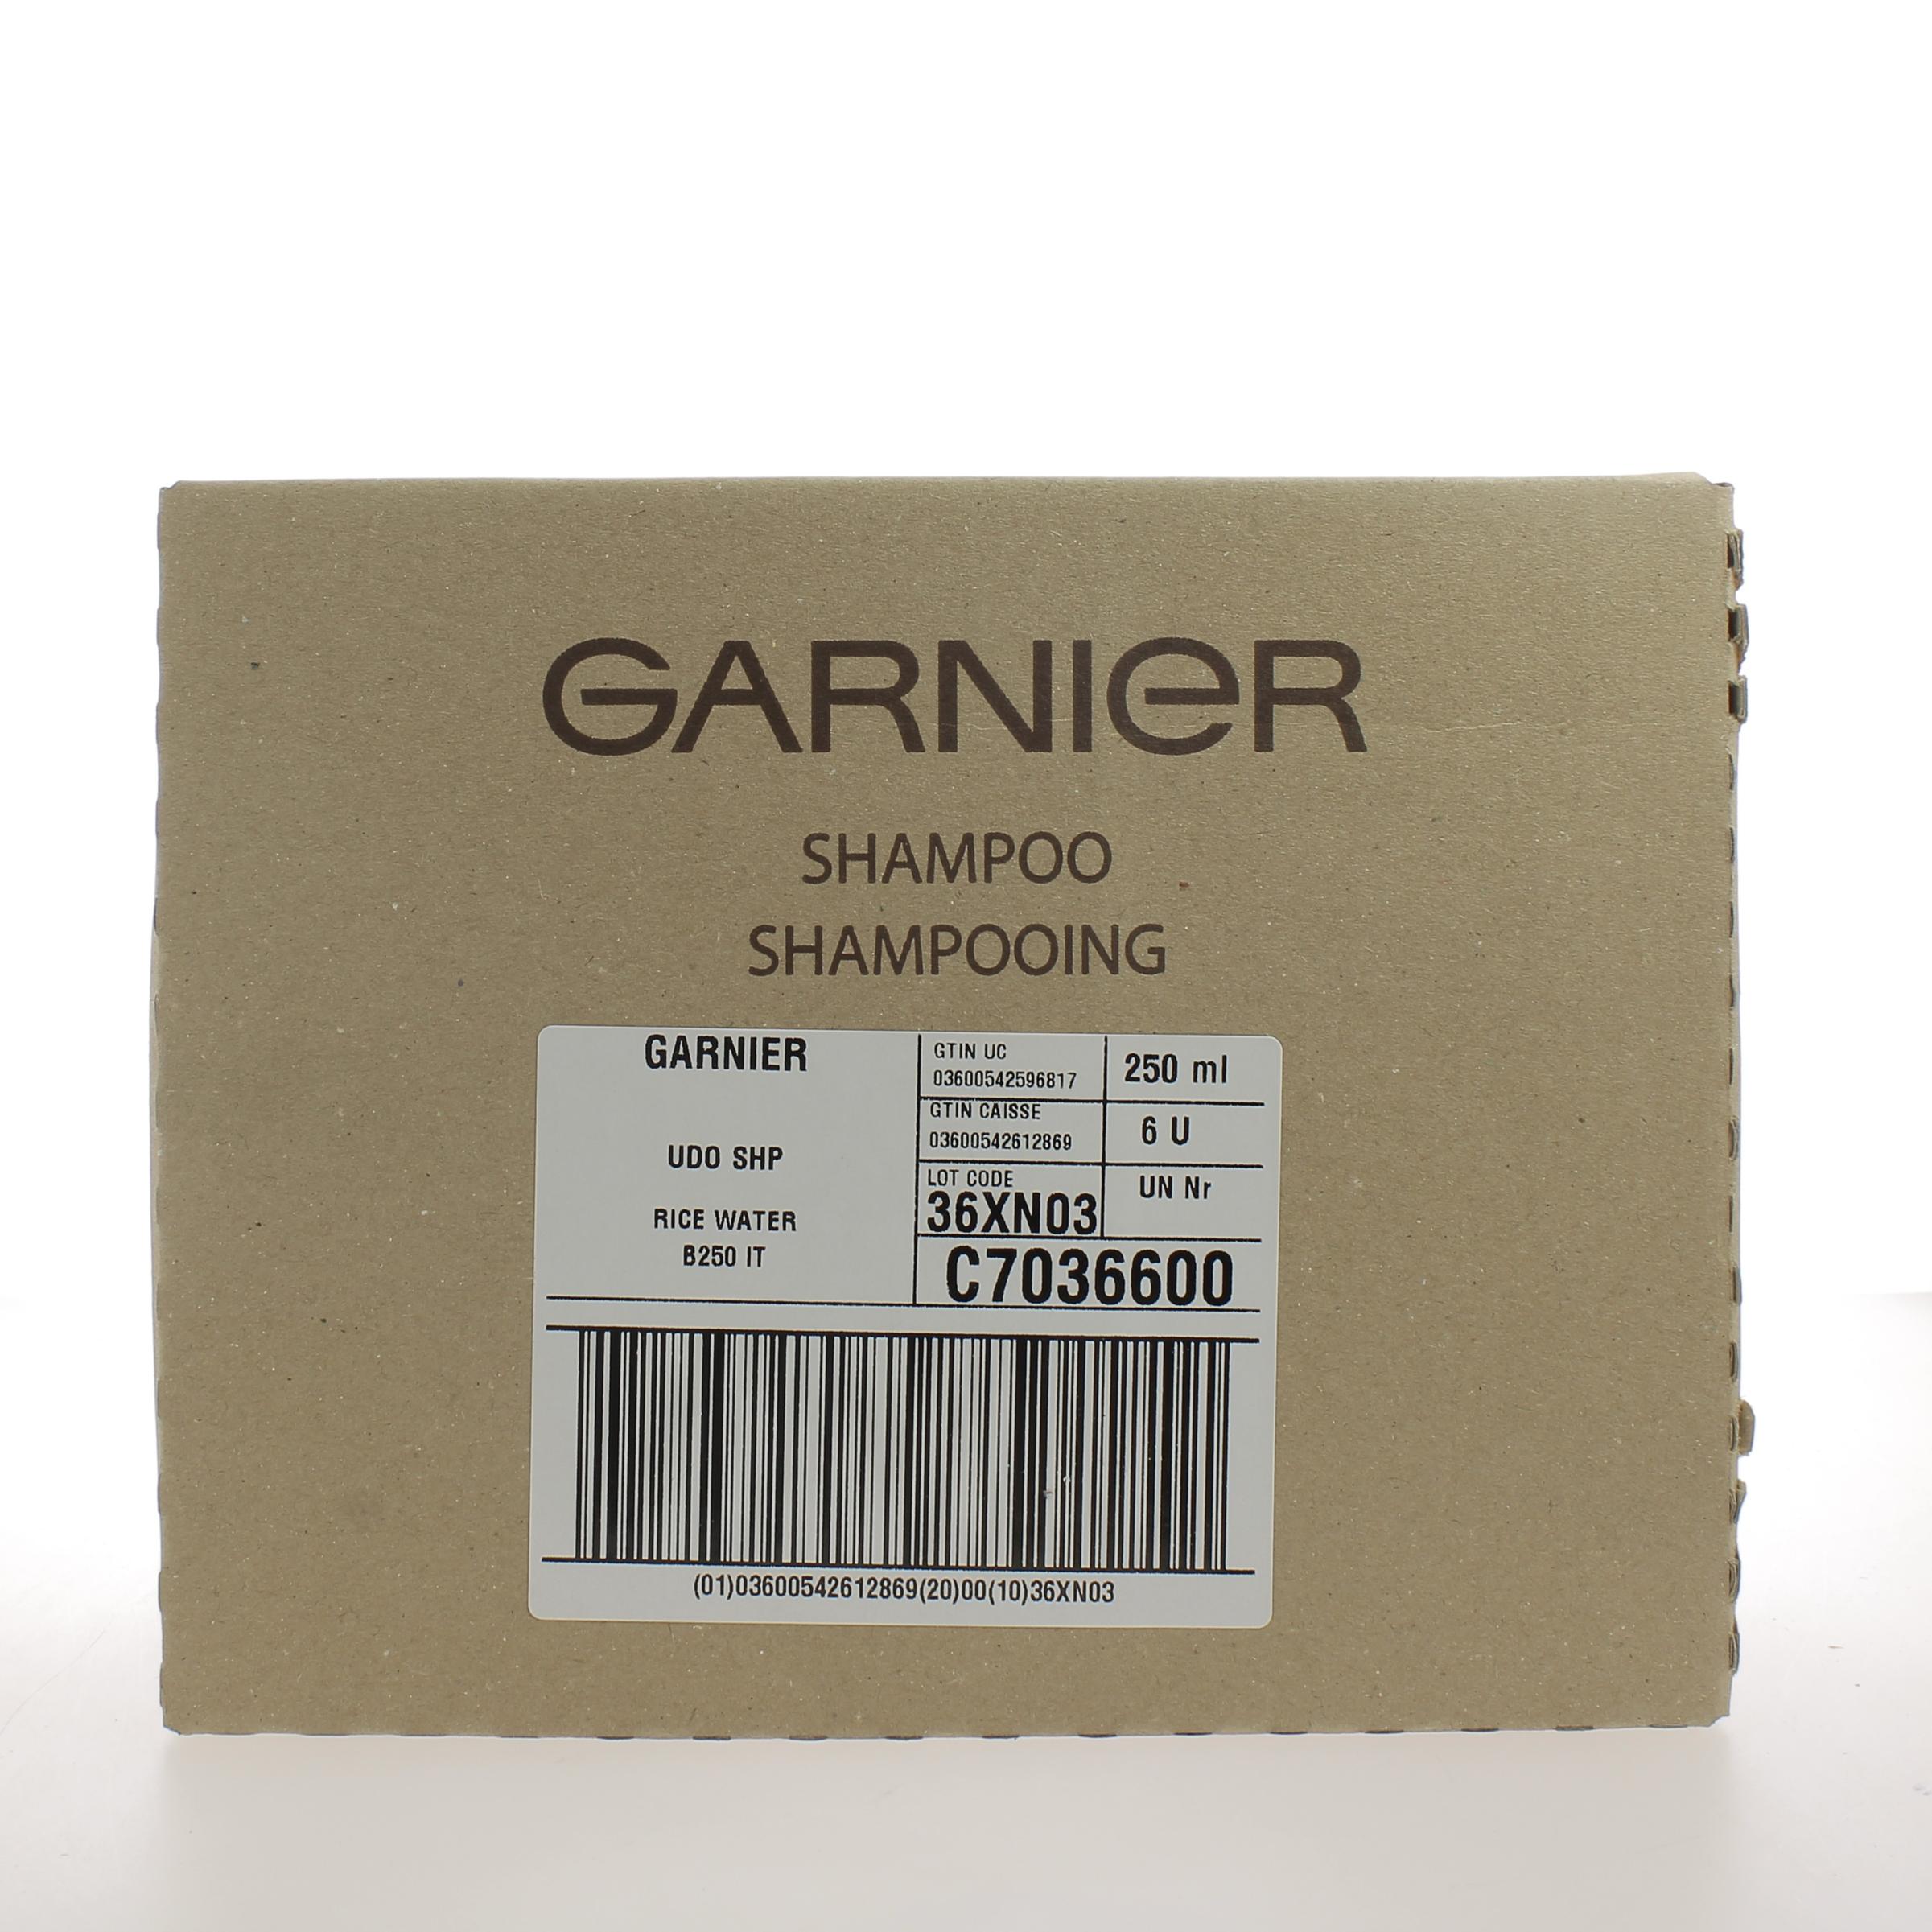 GARNIER
SHAMPOO
SHAMPOOING
GARNIER
UDO SHP
RICE WATER
B250 IT
GTIN UC
03600542596817
250 ml
GTIN CAISSE
03600542612869
6 U
LOT CODE
36XN03
UN Nr
C7036600
(01)03600542612869(20)00(10)36XN03